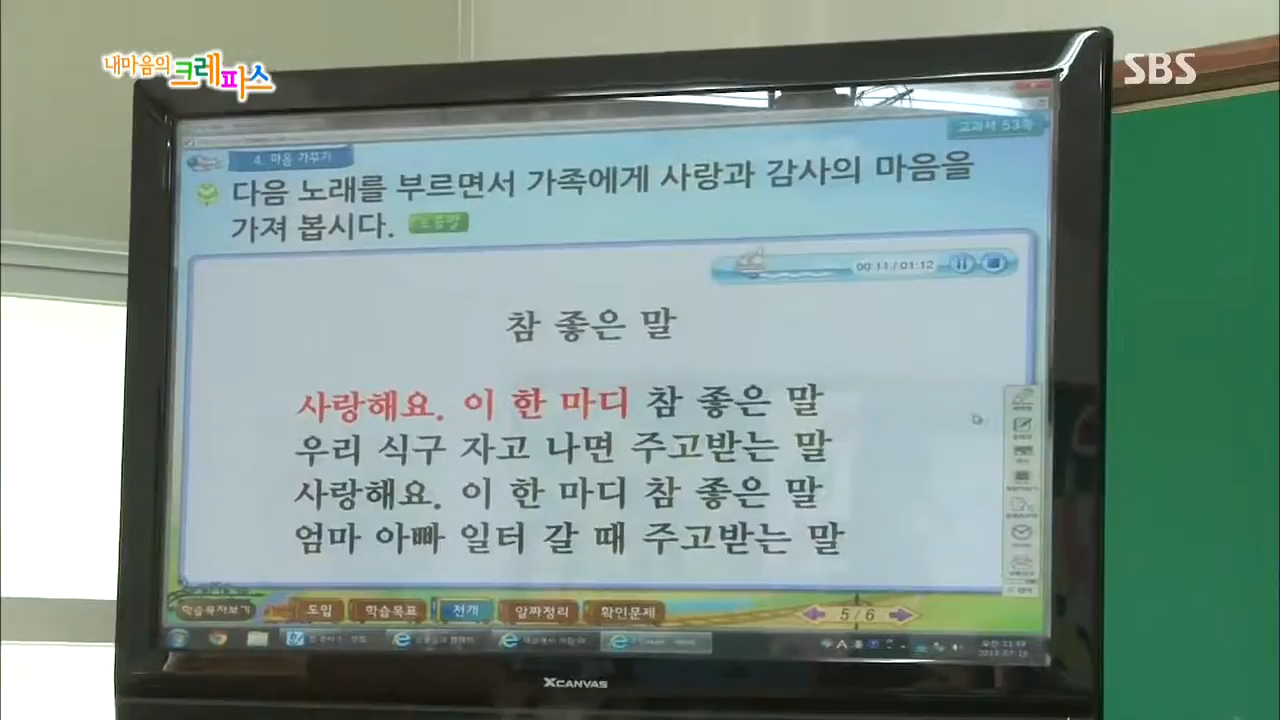 내마음의 크레파스
SBS
교과서 53쪽
4. 마음 가꾸기
다음 노래를 부르면서 가족에게 사랑과 감사의 마음을
가져 봅시다. 도움말
00:11 / 01:12
참 좋은 말
사랑해요. 이 한 마디 참 좋은 말
우리 식구 자고 나면 주고받는 말
사랑해요. 이 한 마디 참 좋은 말
엄마 아빠 일터 갈 때 주고받는 말
도입 학습목표 전개 알짜정리 확인문제 5 / 6
XCANVAS